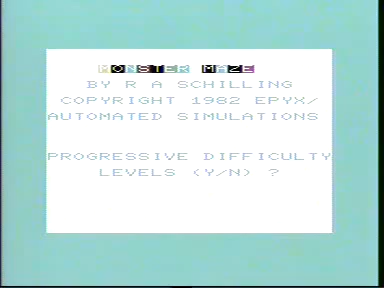 MONSTER MAZE
BY R A SCHILLING
COPYRIGHT 1982 EPYX/
AUTOMATED SIMULATIONS
PROGRESSIVE DIFFICULTY
LEVELS (Y/N) ?